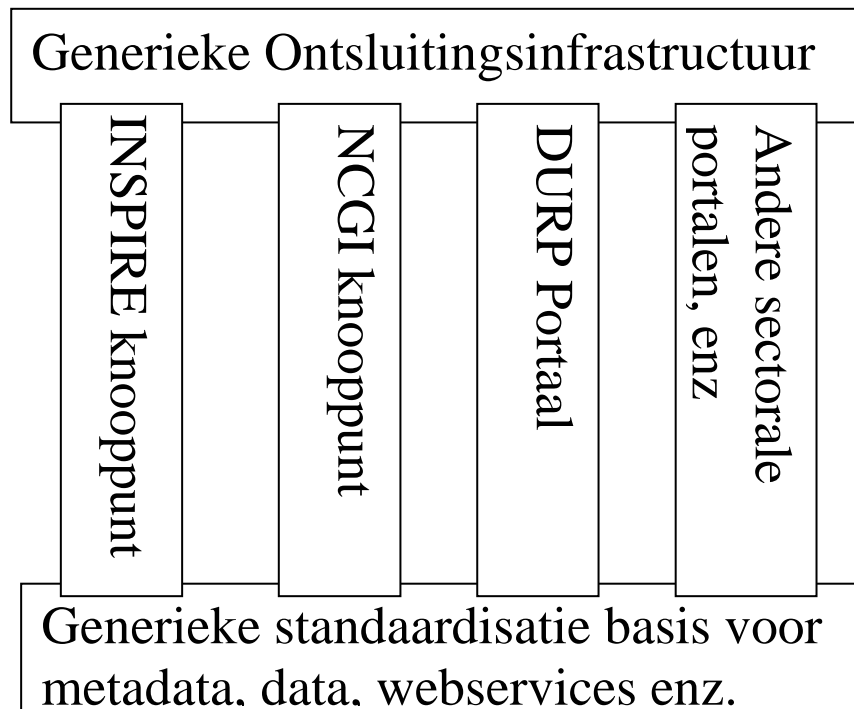 Generieke Ontsluitingsinfrastructuur
INSPIRE knooppunt
NCGI knooppunt
DURP Portaal
Andere sectorale
portalen, enz
Generieke standaardisatie basis voor
metadata, data, webservices enz.